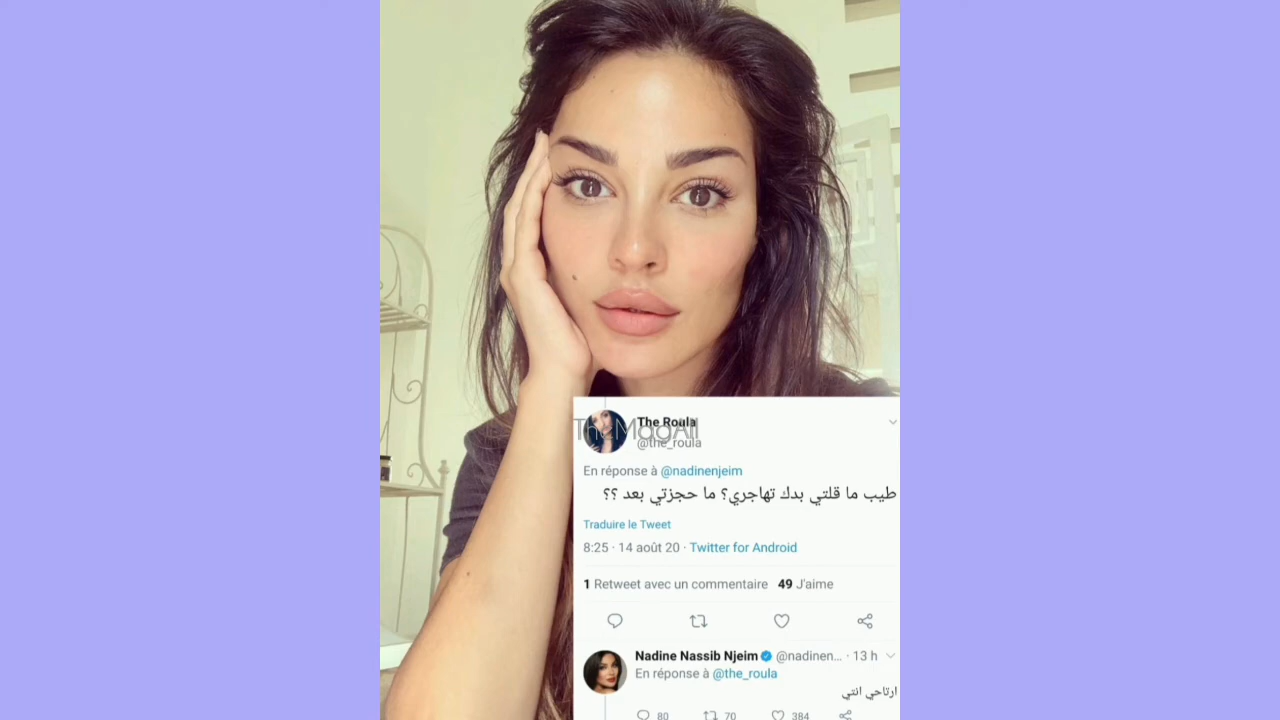 The Roula
TheMagAll
@the_roula
En réponse à @nadinenjeim
طيب ما قلتي بدك تهاجري؟ ما حجزتي بعد ؟؟
Traduire le Tweet
8:25 · 14 août 20 · Twitter for Android
1 Retweet avec un commentaire 49 J'aime
Nadine Nassib Njeim @nadinen... · 13 h
En réponse à @the_roula
ارتاحي انتي
80 70 384